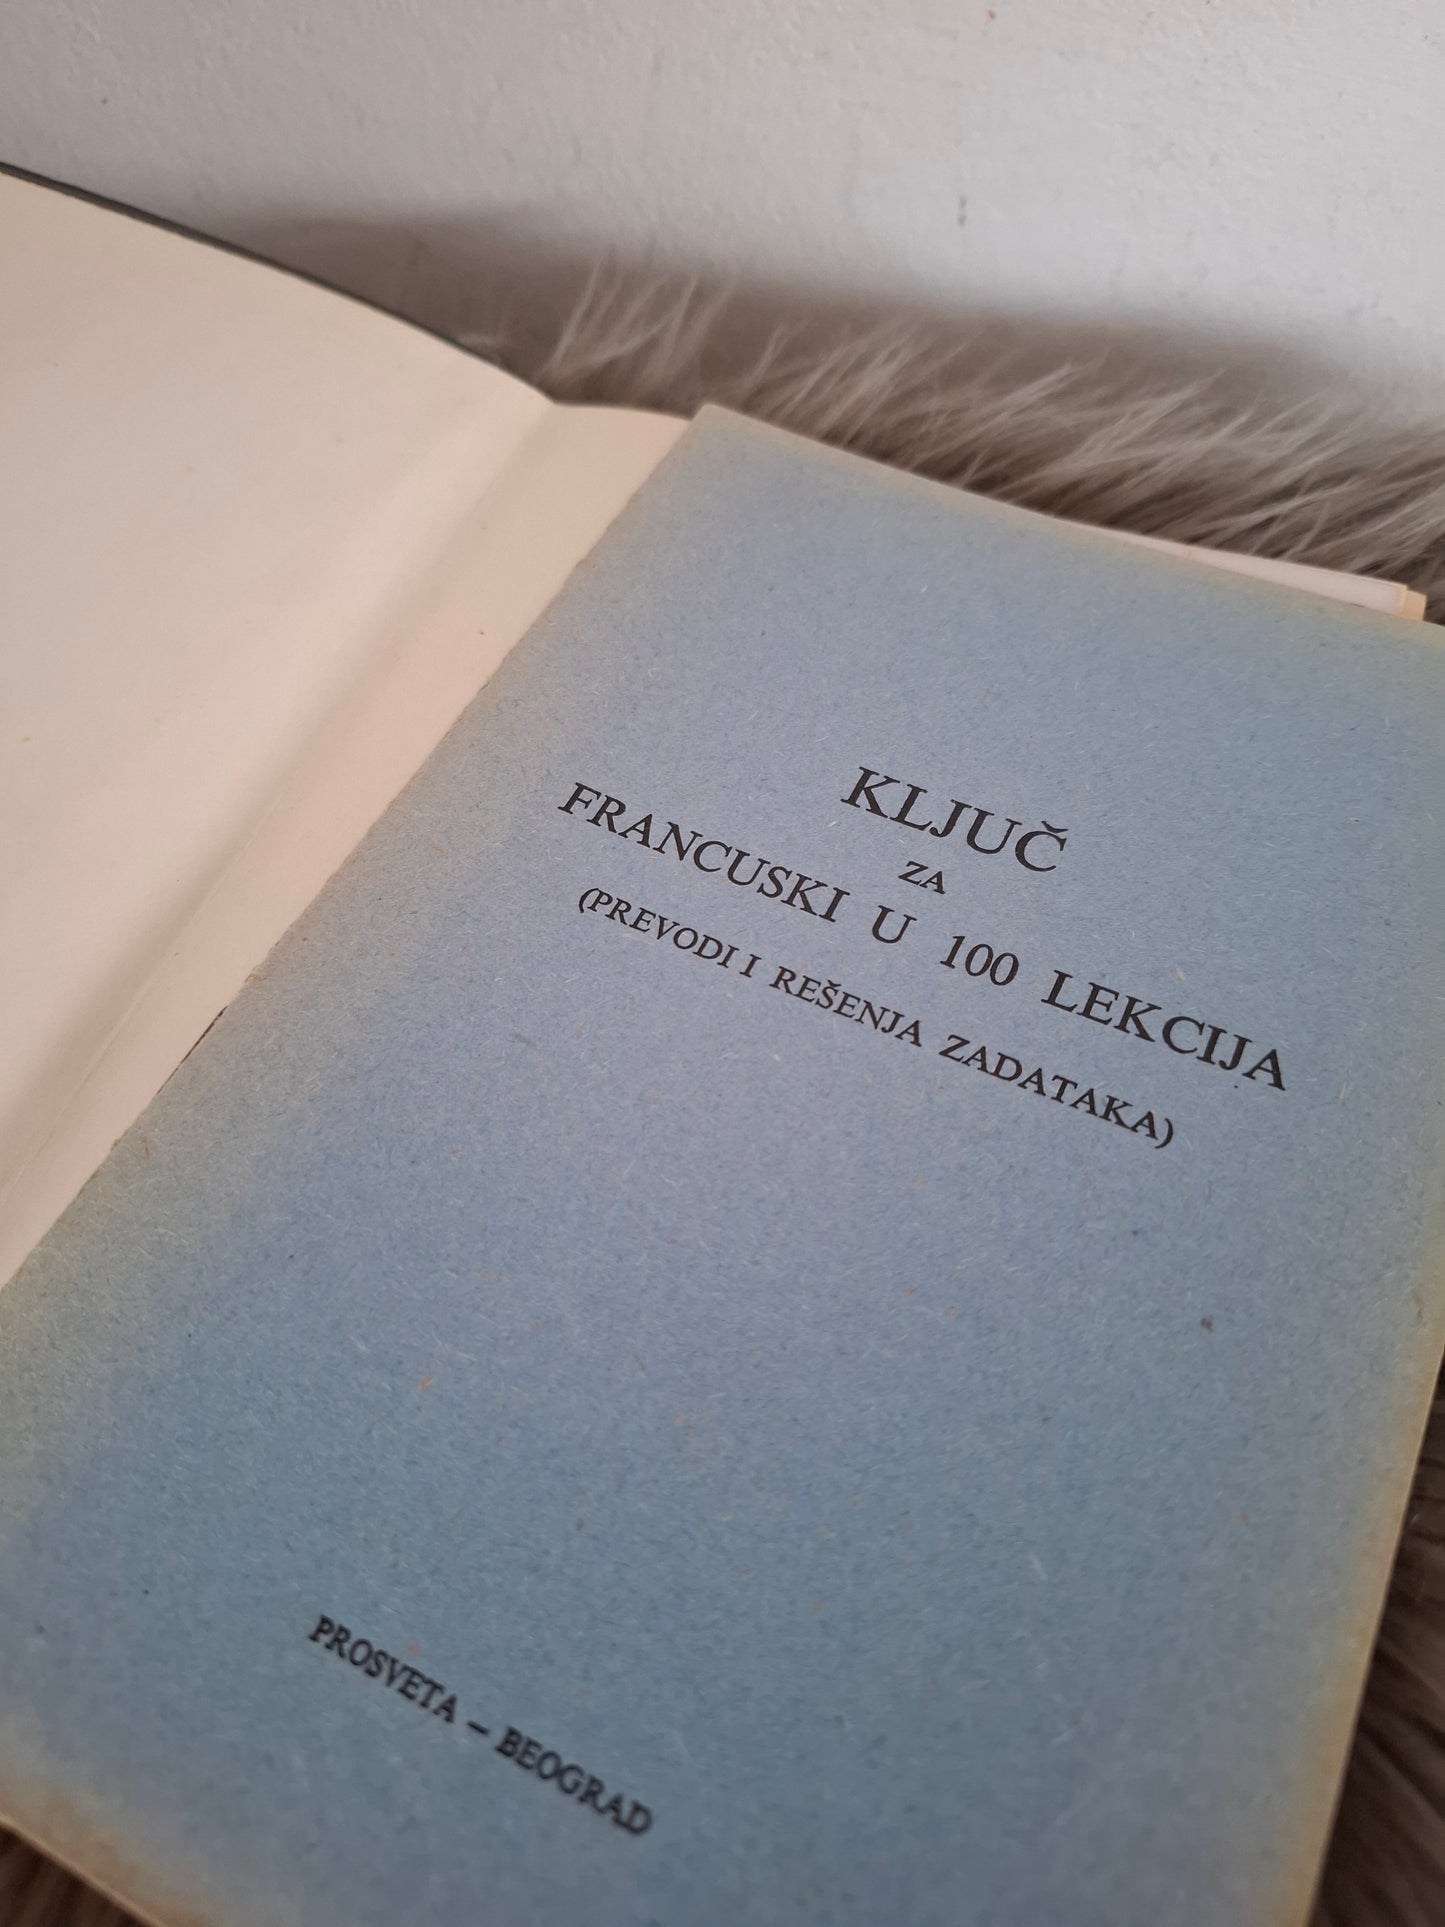 KLJUČ
ZA
FRANCUSKI U 100 LEKCIJA
(PREVODI I REŠENJA ZADATAKA)
PROSVETA – BEOGRAD